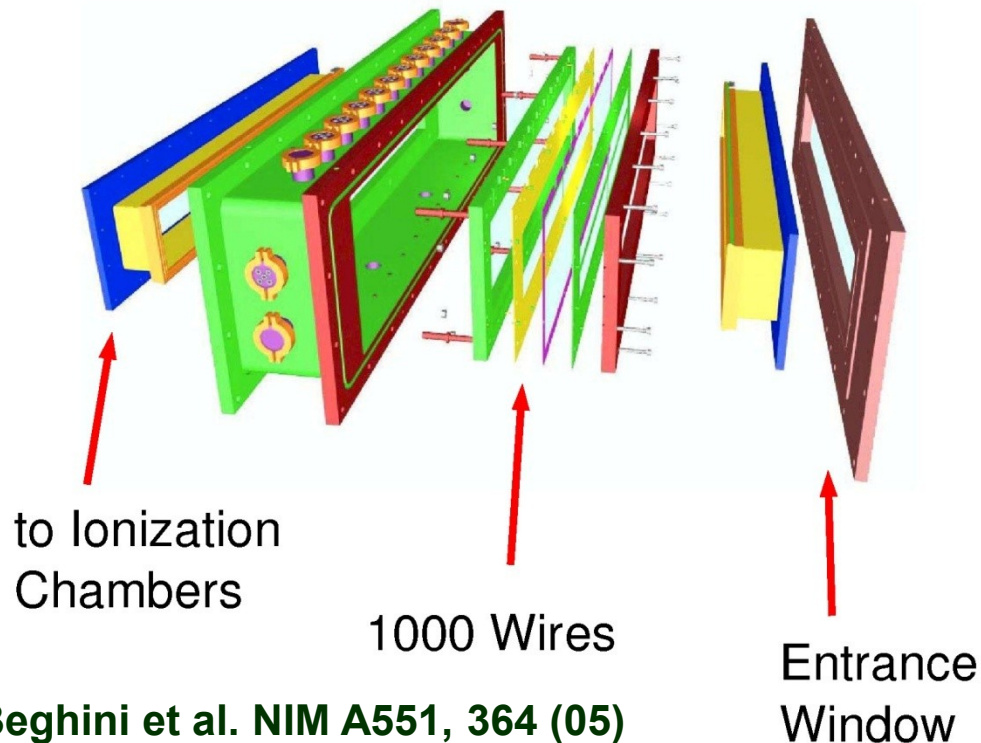 to Ionization
Chambers
1000 Wires
Entrance
Window
Beghini et al. NIM A551, 364 (05)